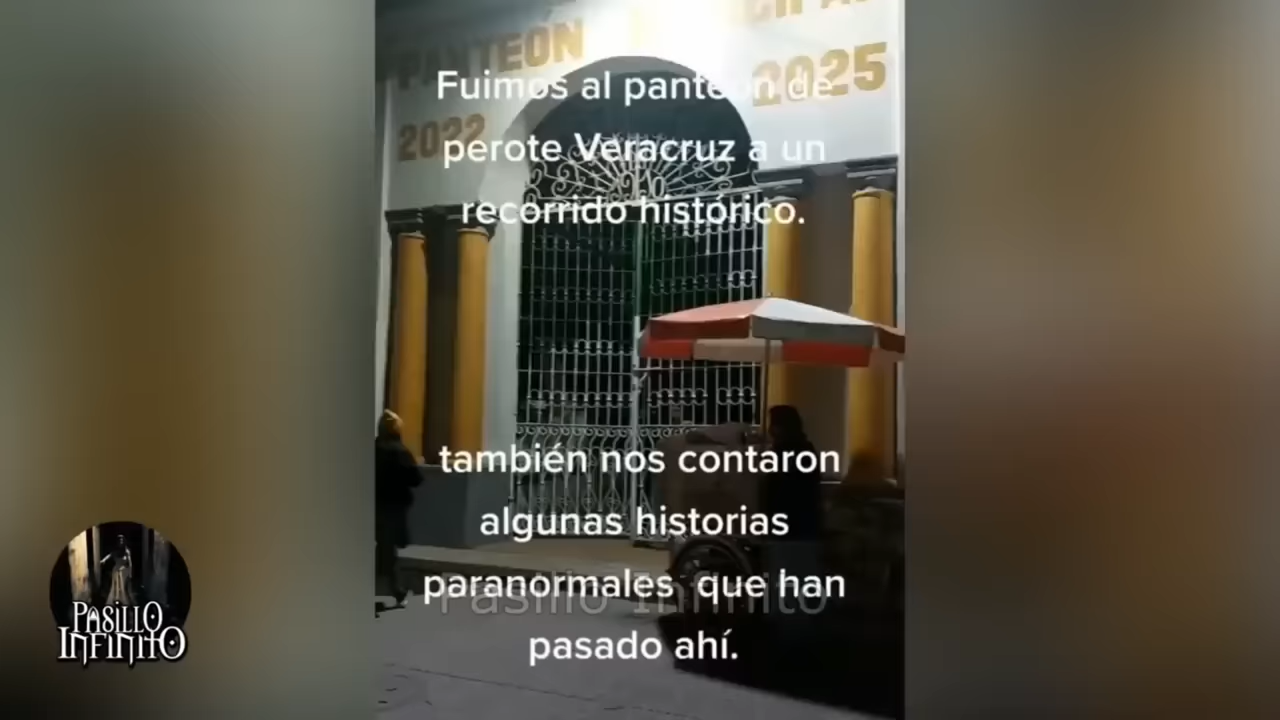 PANTEÓN
2022
2025
Fuimos al panteón de
perote Veracruz a un
recorrido histórico.
también nos contaron
algunas historias
paranormales que han
pasado ahí.
Pasillo Infinito
PASILLO
INFINITO